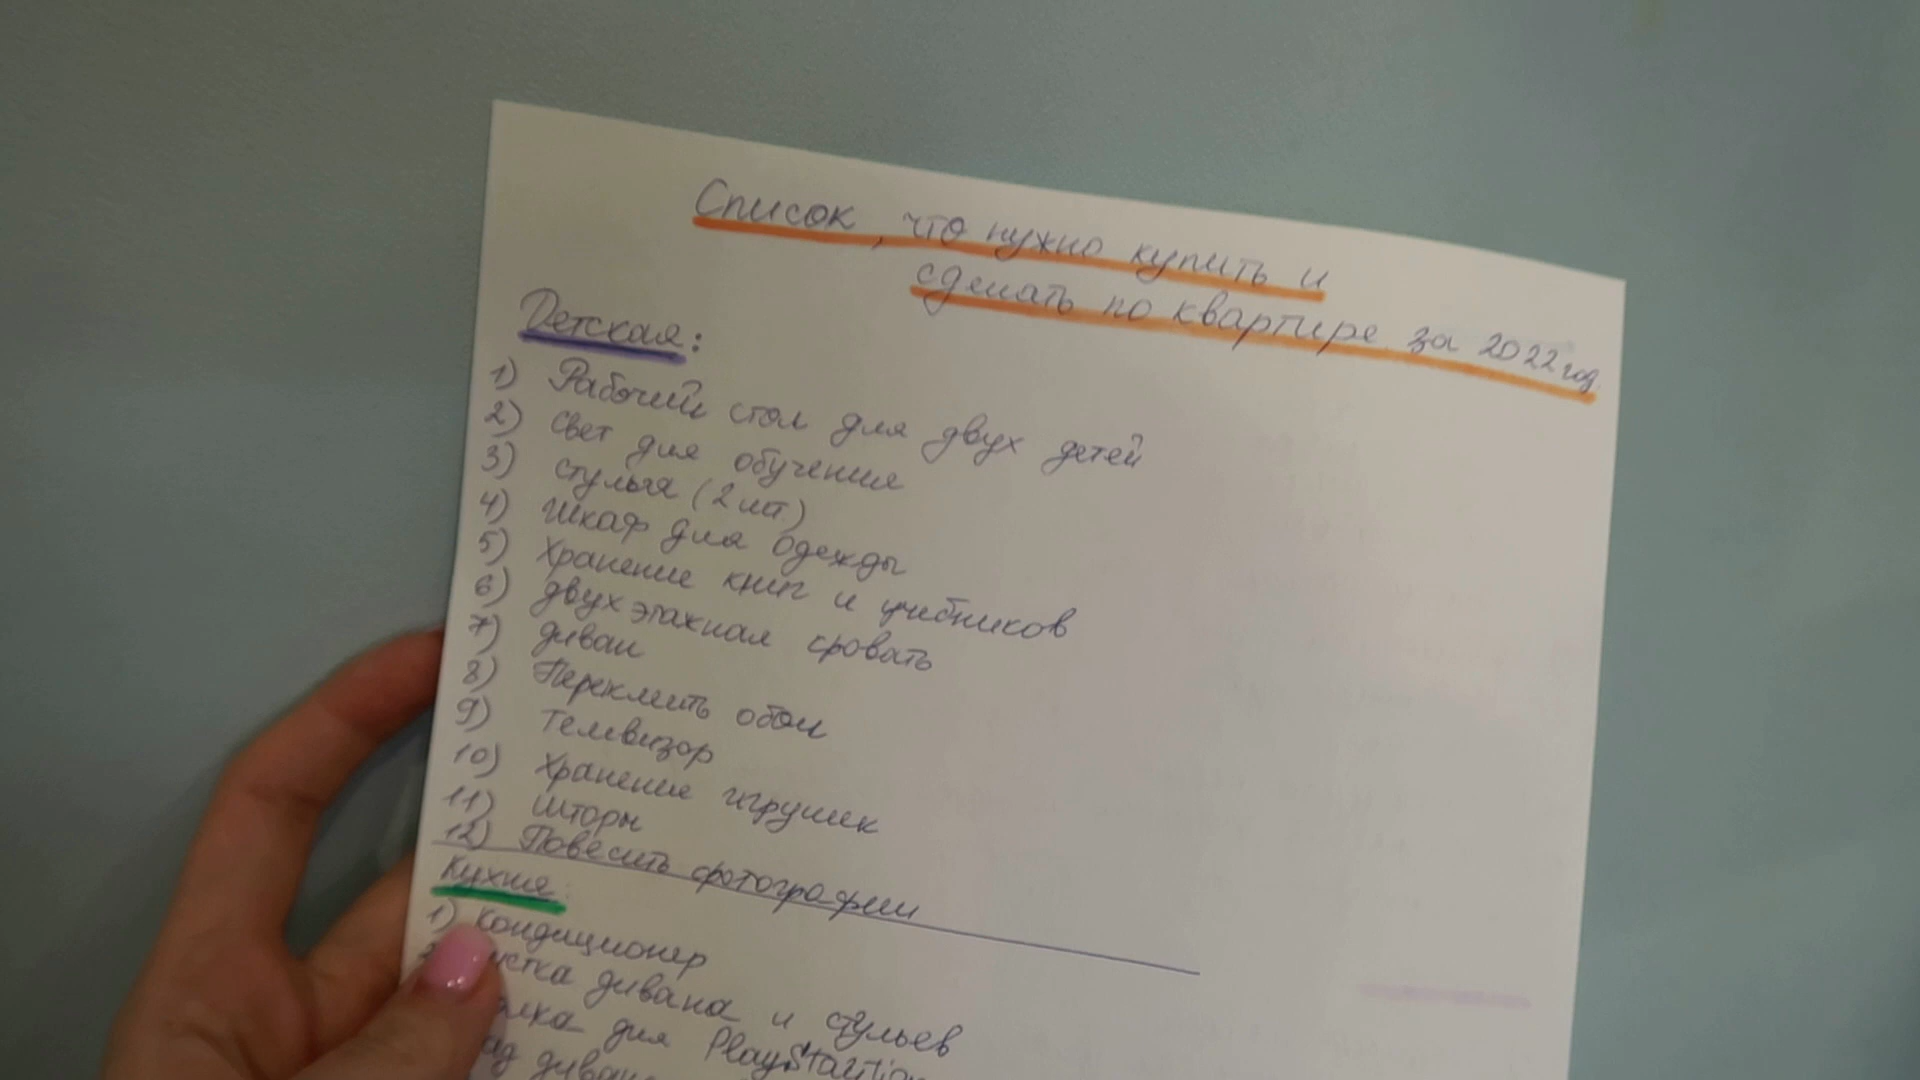 Список, что нужно купить и
сделать по квартире за 2022 год.
Детская:
1) Рабочий стол для двух детей
2) Свет для обучения
3) стулья (2 шт)
4) Шкаф для одежды
5) Хранение книг и учебников
6) двухэтажная кровать
7) диван
8) Переклеить обои
9) Телевизор
10) Хранение игрушек
11) Шторы
12) Повесить фотографии
Кухня:
1) Кондиционер
дивана и стульев
для PlayStation